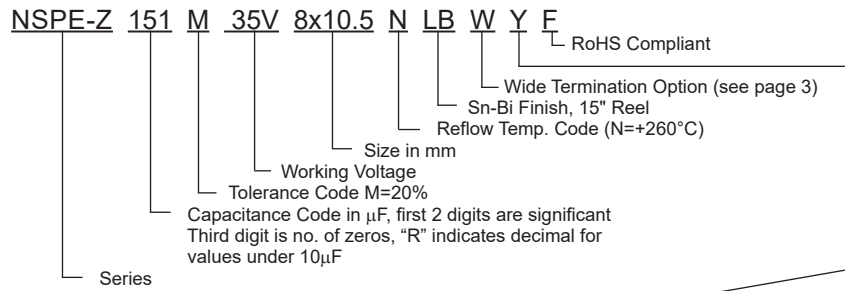 NSPE-Z 151 M 35V 8x10.5 N LB W Y F
RoHS Compliant
Wide Termination Option (see page 3)
Sn-Bi Finish, 15" Reel
Reflow Temp. Code (N=+260°C)
Size in mm
Working Voltage
Tolerance Code M=20%
Capacitance Code in μF, first 2 digits are significant
Third digit is no. of zeros, “R” indicates decimal for
values under 10μF
Series